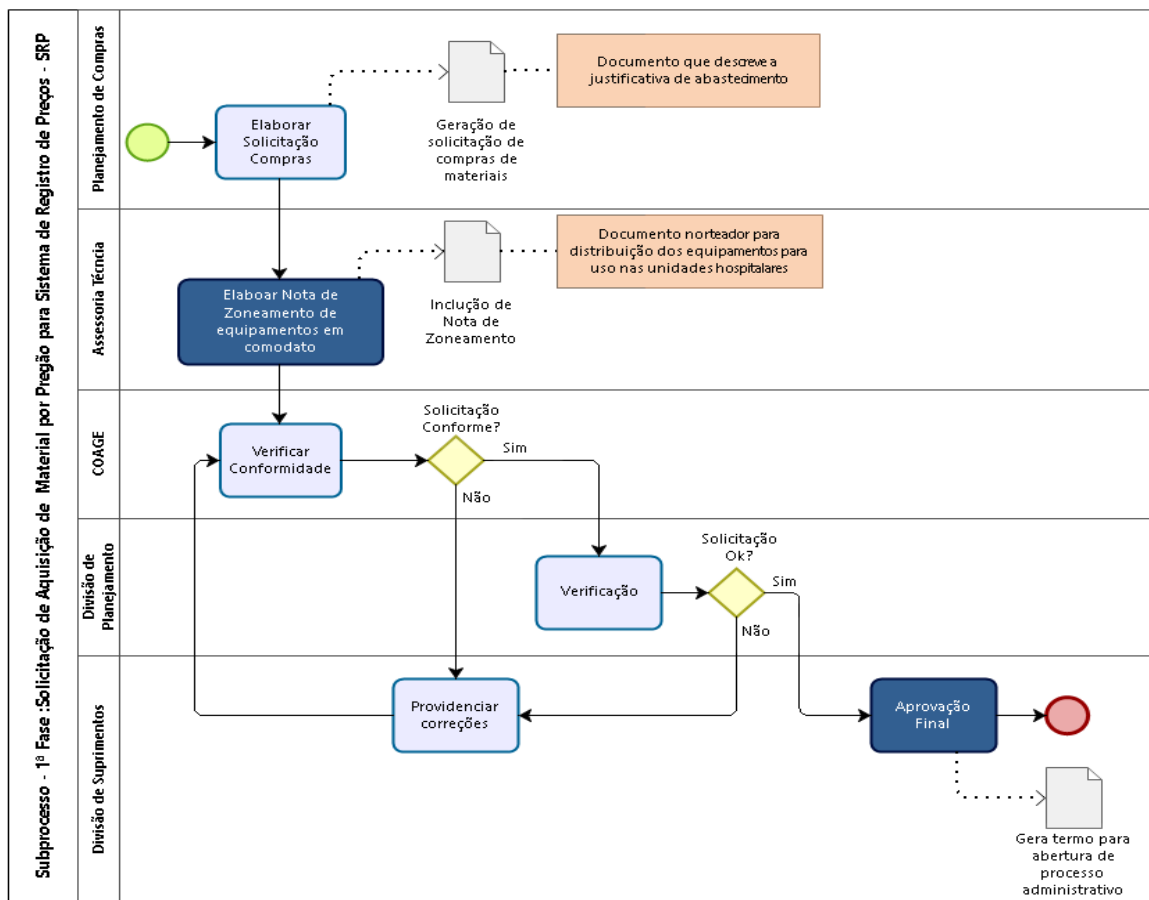 Subprocesso - 1ª Fase :Solicitação de Aquisição de Material por Pregão para Sistema de Registro de Preços - SRP
Planejamento de Compras
Elaborar
Solicitação
Compras
Geração de
solicitação de
compras de
materiais
Documento que descreve a
justificativa de abastecimento
Assessoria Técncia
Elaboar Nota de
Zoneamento de
equipamentos em
comodato
Inclução de
Nota de
Zoneamento
Documento norteador para
distribuição dos equipamentos para
uso nas unidades hospitalares
COAGE
Verificar
Conformidade
Solicitação
Conforme?
Sim
Não
Divisão de
Planejamento
Verificação
Solicitação
Ok?
Sim
Não
Divisão de Suprimentos
Providenciar
correções
Aprovação
Final
Gera termo para
abertura de
processo
administrativo